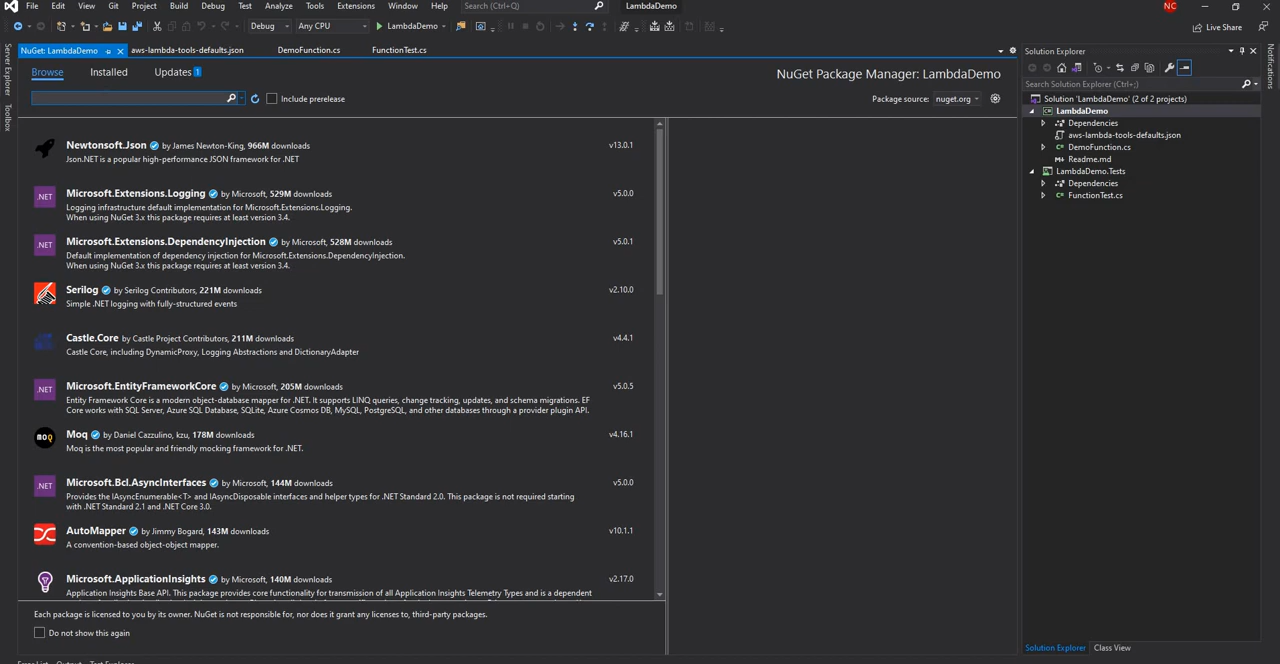 File Edit View Git Project Build Debug Test Analyze Tools Extensions Window Help Search (Ctrl+Q) LambdaDemo NC
Debug Any CPU LambdaDemo Live Share
Server Explorer
Toolbox
NuGet: LambdaDemo aws-lambda-tools-defaults.json DemoFunction.cs FunctionTest.cs
Browse Installed Updates 1
NuGet Package Manager: LambdaDemo
Include prerelease
Package source: nuget.org
Newtonsoft.Json by James Newton-King, 966M downloads v13.0.1
Json.NET is a popular high-performance JSON framework for .NET
.NET Microsoft.Extensions.Logging by Microsoft, 529M downloads v5.0.0
Logging infrastructure default implementation for Microsoft.Extensions.Logging.
When using NuGet 3.x this package requires at least version 3.4.
.NET Microsoft.Extensions.DependencyInjection by Microsoft, 528M downloads v5.0.1
Default implementation of dependency injection for Microsoft.Extensions.DependencyInjection.
When using NuGet 3.x this package requires at least version 3.4.
Serilog by Serilog Contributors, 221M downloads v2.10.0
Simple .NET logging with fully-structured events
Castle.Core by Castle Project Contributors, 211M downloads v4.4.1
Castle Core, including DynamicProxy, Logging Abstractions and DictionaryAdapter
.NET Microsoft.EntityFrameworkCore by Microsoft, 205M downloads v5.0.5
Entity Framework Core is a modern object-database mapper for .NET. It supports LINQ queries, change tracking, updates, and schema migrations. EF
Core works with SQL Server, Azure SQL Database, SQLite, Azure Cosmos DB, MySQL, PostgreSQL, and other databases through a provider plugin API.
MOQ Moq by Daniel Cazzulino, kzu, 178M downloads v4.16.1
Moq is the most popular and friendly mocking framework for .NET.
.NET Microsoft.Bcl.AsyncInterfaces by Microsoft, 144M downloads v5.0.0
Provides the IAsyncEnumerable<T> and IAsyncDisposable interfaces and helper types for .NET Standard 2.0. This package is not required starting
with .NET Standard 2.1 and .NET Core 3.0.
AutoMapper by Jimmy Bogard, 143M downloads v10.1.1
A convention-based object-object mapper.
Microsoft.ApplicationInsights by Microsoft, 140M downloads v2.17.0
Application Insights Base API. This package provides core functionality for transmission of all Application Insights Telemetry Types and is a dependent
Each package is licensed to you by its owner. NuGet is not responsible for, nor does it grant any licenses to, third-party packages.
Do not show this again
Error List Output Test Explorer
Solution Explorer
Search Solution Explorer (Ctrl+;)
Solution 'LambdaDemo' (2 of 2 projects)
LambdaDemo
Dependencies
aws-lambda-tools-defaults.json
DemoFunction.cs
Readme.md
LambdaDemo.Tests
Dependencies
FunctionTest.cs
Solution Explorer Class View
Notifications